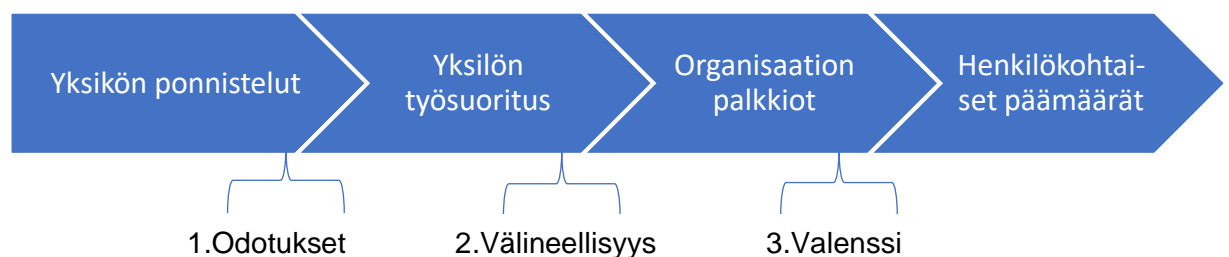 Yksikön ponnistelut
Yksilön
työsuoritus
Organisaation
palkkiot
Henkilökohtai-
set päämäärät
1.Odotukset
2.Välineellisyys
3.Valenssi